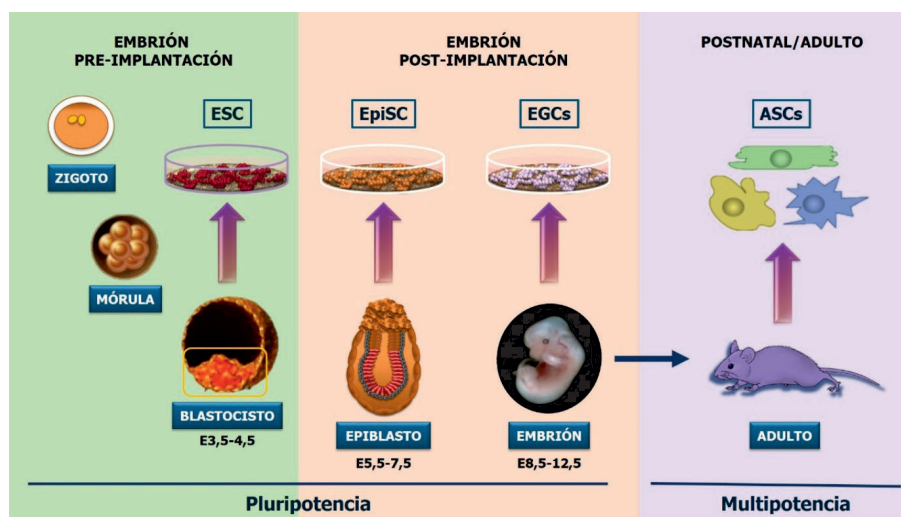 EMBRIÓN
PRE-IMPLANTACIÓN
EMBRIÓN
POST-IMPLANTACIÓN
POSTNATAL/ADULTO
ESC
EpiSC
EGCs
ASCs
ZIGOTO
MÓRULA
BLASTOCISTO
E3,5-4,5
EPIBLASTO
E5,5-7,5
EMBRIÓN
E8,5-12,5
ADULTO
Pluripotencia
Multipotencia